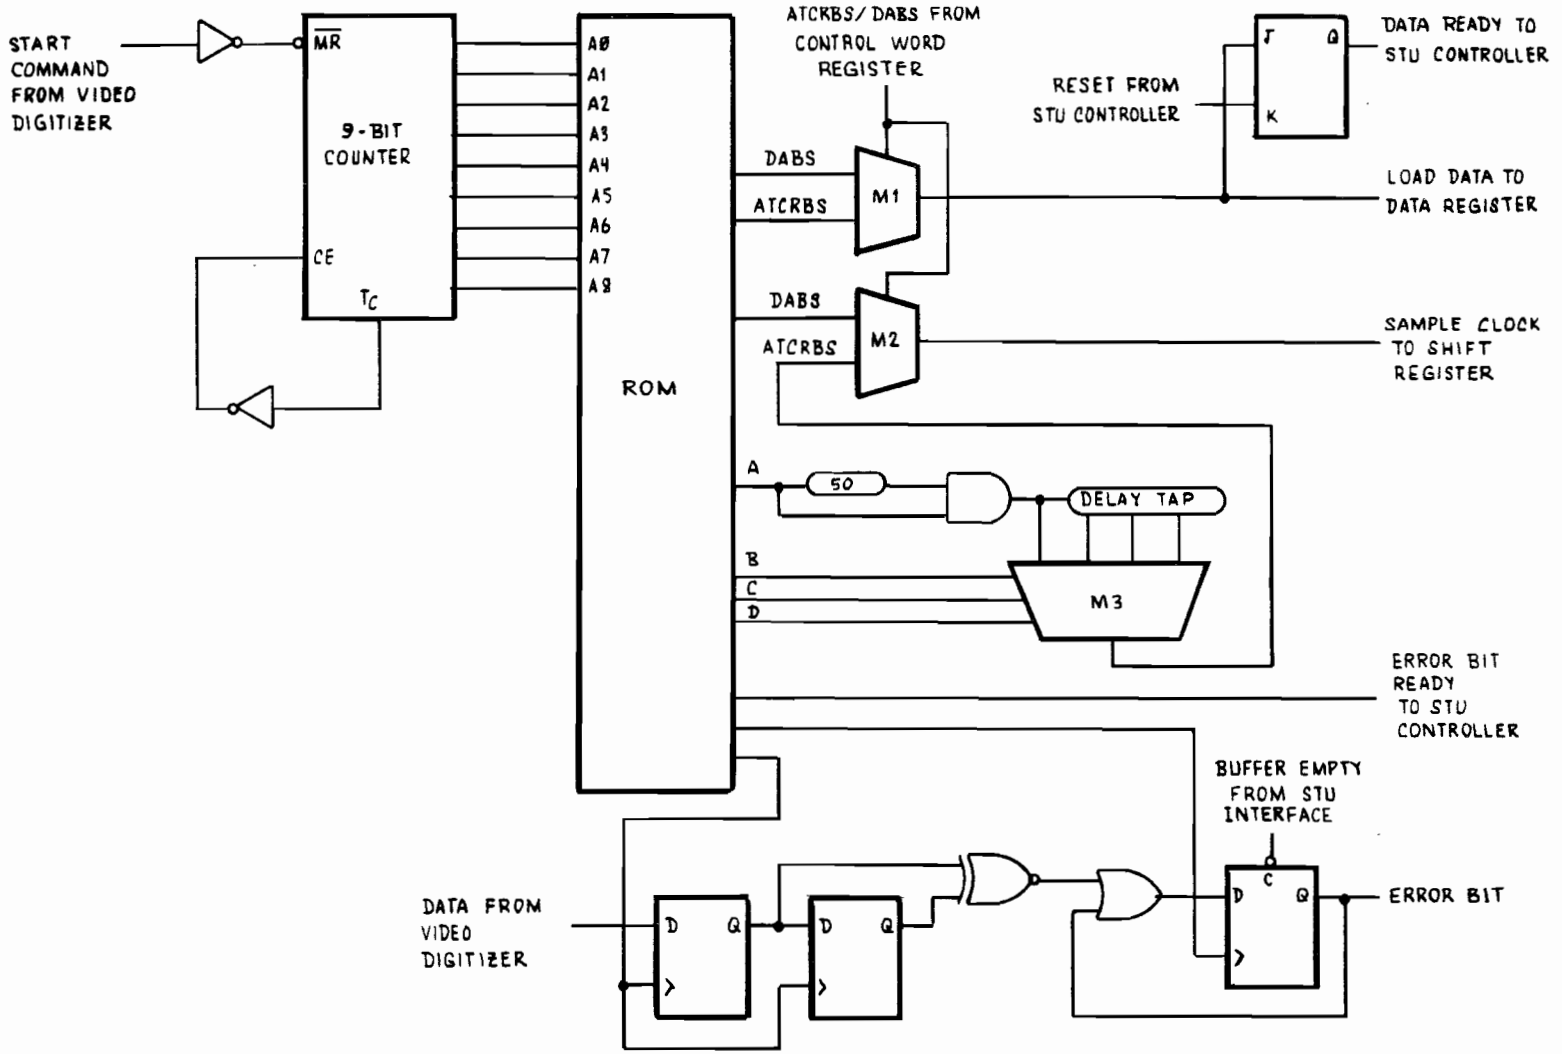 START
COMMAND
FROM VIDEO
DIGITIZER
MR
9-BIT
COUNTER
CE
TC
A0
A1
A2
A3
A4
A5
A6
A7
A8
ROM
ATCRBS/DABS FROM
CONTROL WORD
REGISTER
DABS
ATCRBS
M1
DABS
ATCRBS
M2
RESET FROM
STU CONTROLLER
J
Q
K
DATA READY TO
STU CONTROLLER
LOAD DATA TO
DATA REGISTER
SAMPLE CLOCK
TO SHIFT
REGISTER
A
50
DELAY TAP
B
C
D
M3
ERROR BIT
READY
TO STU
CONTROLLER
BUFFER EMPTY
FROM STU
INTERFACE
C
D
Q
ERROR BIT
DATA FROM
VIDEO
DIGITIZER
D
Q
D
Q